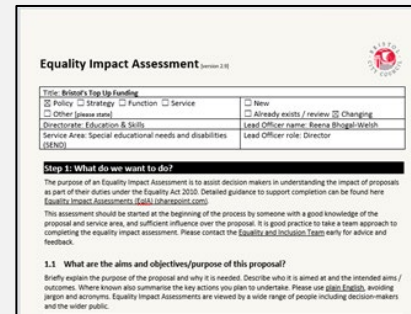 BRISTOL
CITY COUNCIL
Equality Impact Assessment [version 2.9]
Title: Bristol's Top Up Funding
☒ Policy ☐ Strategy ☐ Function ☐ Service
☐ Other [please state]
☐ New
☐ Already exists / review ☒ Changing
Directorate: Education & Skills
Lead Officer name: Reena Bhogal-Welsh
Service Area: Special educational needs and disabilities
(SEND)
Lead Officer role: Director
Step 1: What do we want to do?
The purpose of an Equality Impact Assessment is to assist decision makers in understanding the impact of proposals
as part of their duties under the Equality Act 2010. Detailed guidance to support completion can be found here
Equality Impact Assessments (EqIA) (sharepoint.com).
This assessment should be started at the beginning of the process by someone with a good knowledge of the
proposal and service area, and sufficient influence over the proposal. It is good practice to take a team approach to
completing the equality impact assessment. Please contact the Equality and Inclusion Team early for advice and
feedback.
1.1 What are the aims and objectives/purpose of this proposal?
Briefly explain the purpose of the proposal and why it is needed. Describe who it is aimed at and the intended aims /
outcomes. Where known also summarise the key actions you plan to undertake. Please use plain English, avoiding
jargon and acronyms. Equality Impact Assessments are viewed by a wide range of people including decision-makers
and the wider public.